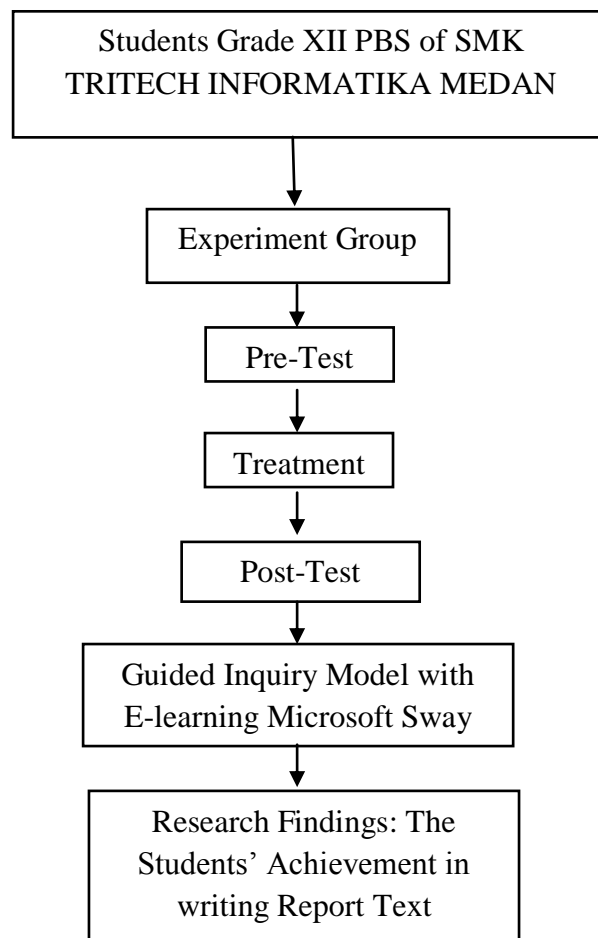 Students Grade XII PBS of SMK
TRITECH INFORMATIKA MEDAN
Experiment Group
Pre-Test
Treatment
Post-Test
Guided Inquiry Model with
E-learning Microsoft Sway
Research Findings: The
Students’ Achievement in
writing Report Text